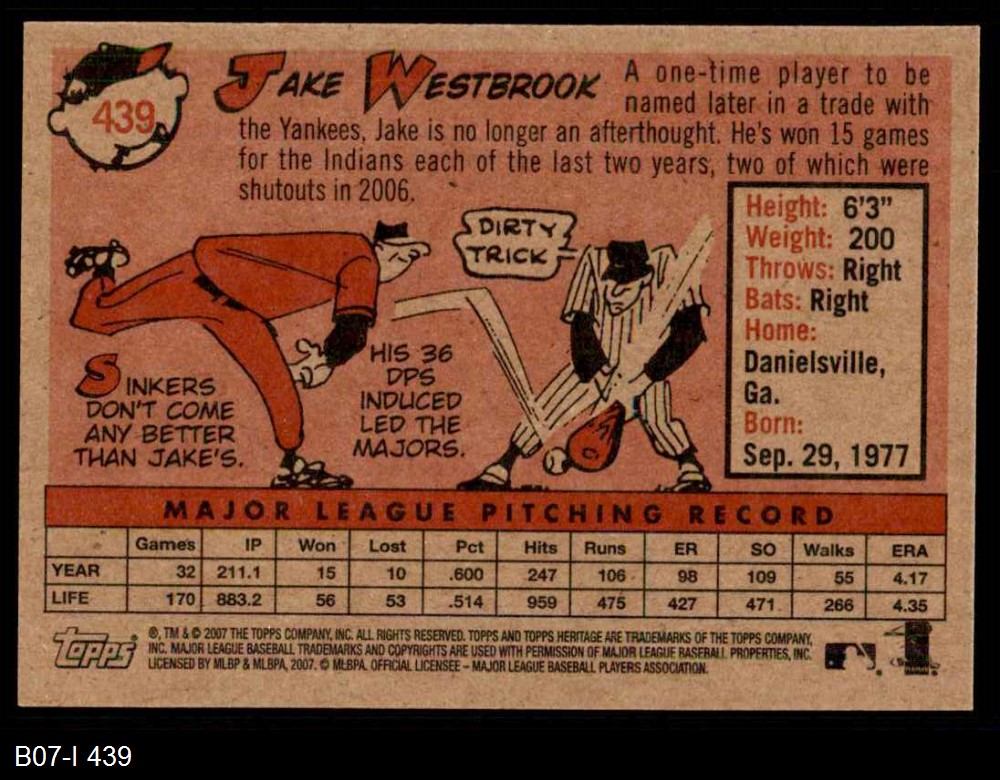 439
JAKE WESTBROOK
A one-time player to be
named later in a trade with
the Yankees, Jake is no longer an afterthought. He's won 15 games
for the Indians each of the last two years, two of which were
shutouts in 2006.
DIRTY
TRICK
SINKERS
DON'T COME
ANY BETTER
THAN JAKE'S.
HIS 36
DPS
INDUCED
LED THE
MAJORS.
Height: 6'3"
Weight: 200
Throws: Right
Bats: Right
Home:
Danielsville,
Ga.
Born:
Sep. 29, 1977
MAJOR LEAGUE PITCHING RECORD
Games IP Won Lost Pct Hits Runs ER SO Walks ERA
YEAR 32 211.1 15 10 .600 247 106 98 109 55 4.17
LIFE 170 883.2 56 53 .514 959 475 427 471 266 4.35
topps
®, TM & © 2007 THE TOPPS COMPANY, INC. ALL RIGHTS RESERVED. TOPPS AND TOPPS HERITAGE ARE TRADEMARKS OF THE TOPPS COMPANY,
INC. MAJOR LEAGUE BASEBALL TRADEMARKS AND COPYRIGHTS ARE USED WITH PERMISSION OF MAJOR LEAGUE BASEBALL PROPERTIES, INC.
LICENSED BY MLBP & MLBPA, 2007. © MLBPA. OFFICIAL LICENSEE – MAJOR LEAGUE BASEBALL PLAYERS ASSOCIATION.
B07-I 439